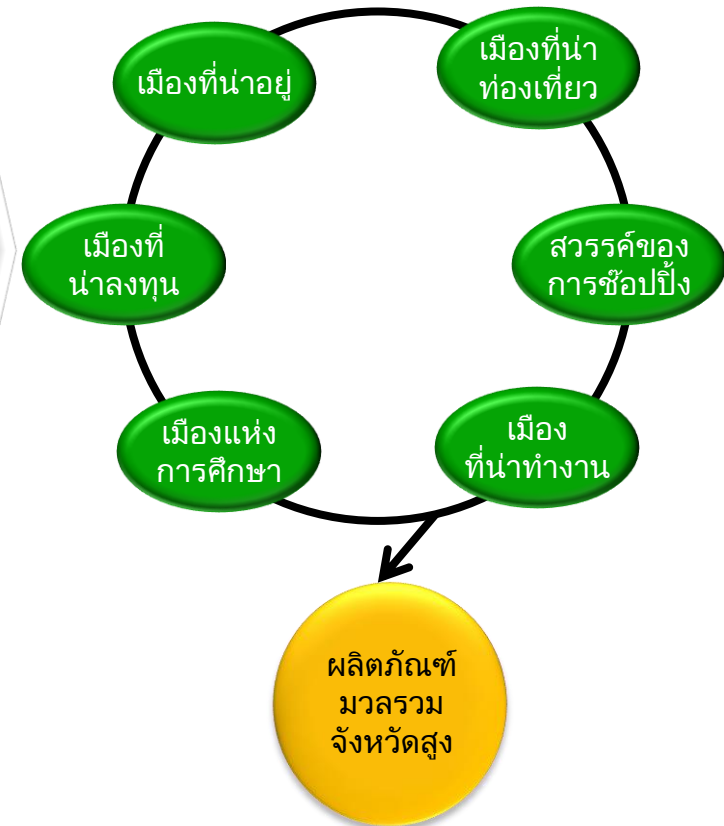 เมืองที่น่าอยู่
เมืองที่น่า
ท่องเที่ยว
เมืองที่
น่าลงทุน
สวรรค์ของ
การช๊อปปิ้ง
เมืองแห่ง
การศึกษา
เมือง
ที่น่าทำงาน
ผลิตภัณฑ์
มวลรวม
จังหวัดสูง